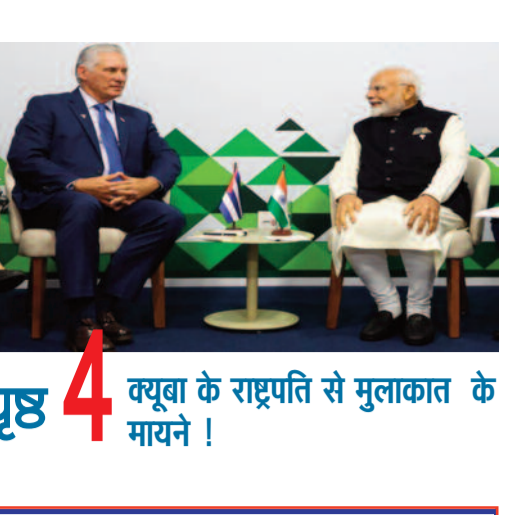 पृष्ठ 4 क्यूबा के राष्ट्रपति से मुलाकात के
मायने !